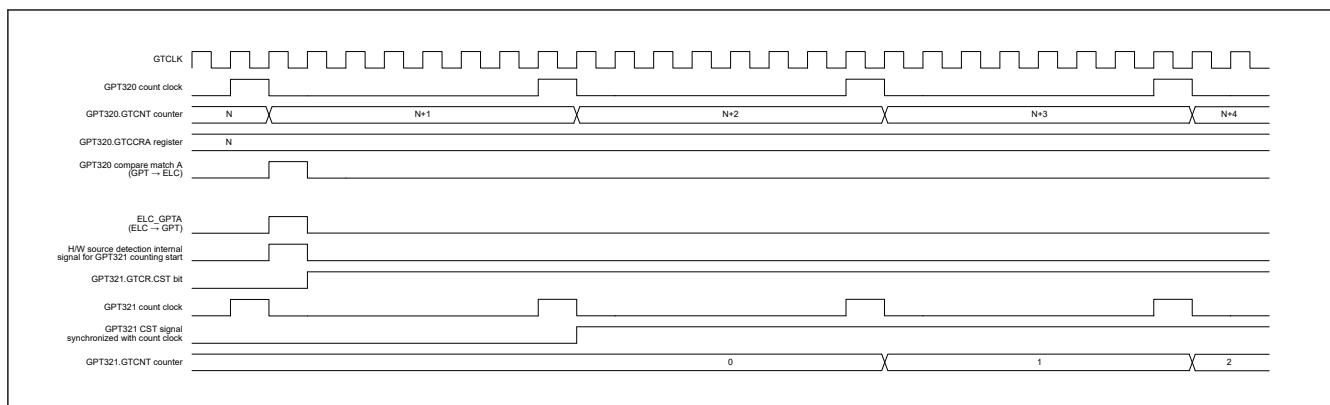 GTCLK
GPT320 count clock
GPT320.GTCNT counter N N+1 N+2 N+3 N+4
GPT320.GTCCRA register N
GPT320 compare match A
(GPT → ELC)
ELC_GPTA
(ELC → GPT)
H/W source detection internal
signal for GPT321 counting start
GPT321.GTCR.CST bit
GPT321 count clock
GPT321 CST signal
synchronized with count clock
GPT321.GTCNT counter 0 1 2